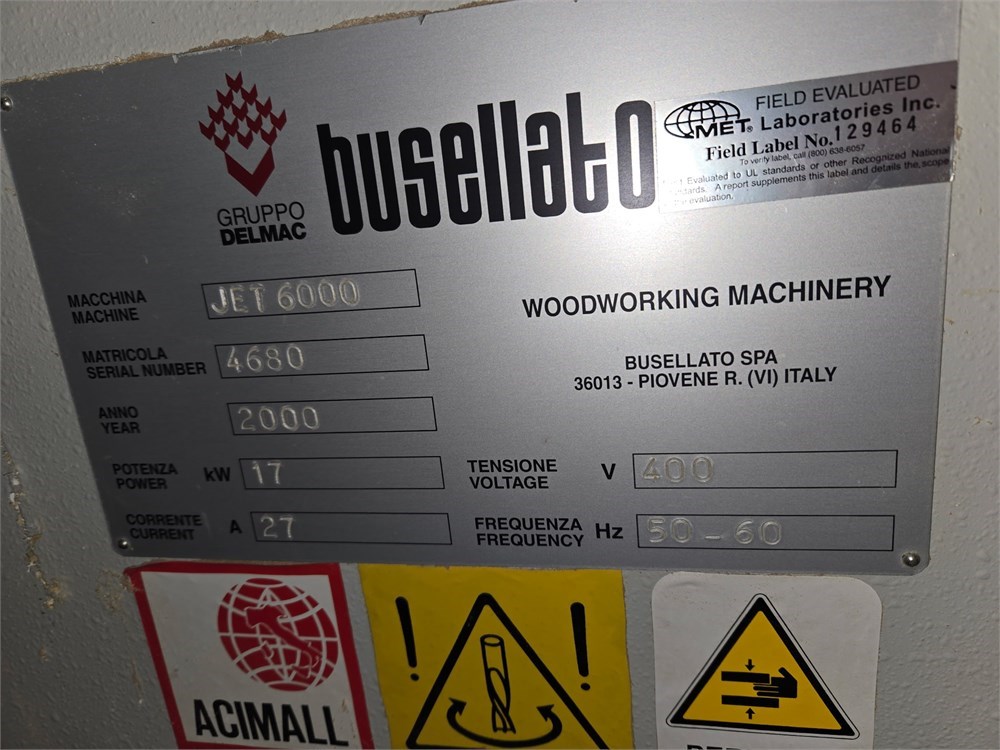 GRUPPO
DELMAC
busellato
MET®
FIELD EVALUATED
Laboratories Inc.
Field Label No. 129464
To verify label, call (800) 638-6057
Evaluated to UL standards or other Recognized National
A report supplements this label and details the scope
evaluation.
MACCHINA
MACHINE
JET 6000
MATRICOLA
SERIAL NUMBER
4680
ANNO
YEAR
2000
POTENZA
POWER
kW 17
CORRENTE
CURRENT
A 27
WOODWORKING MACHINERY
BUSELLATO SPA
36013 - PIOVENE R. (VI) ITALY
TENSIONE
VOLTAGE
V 400
FREQUENZA
FREQUENCY
Hz 50-60
ACIMALL
! !